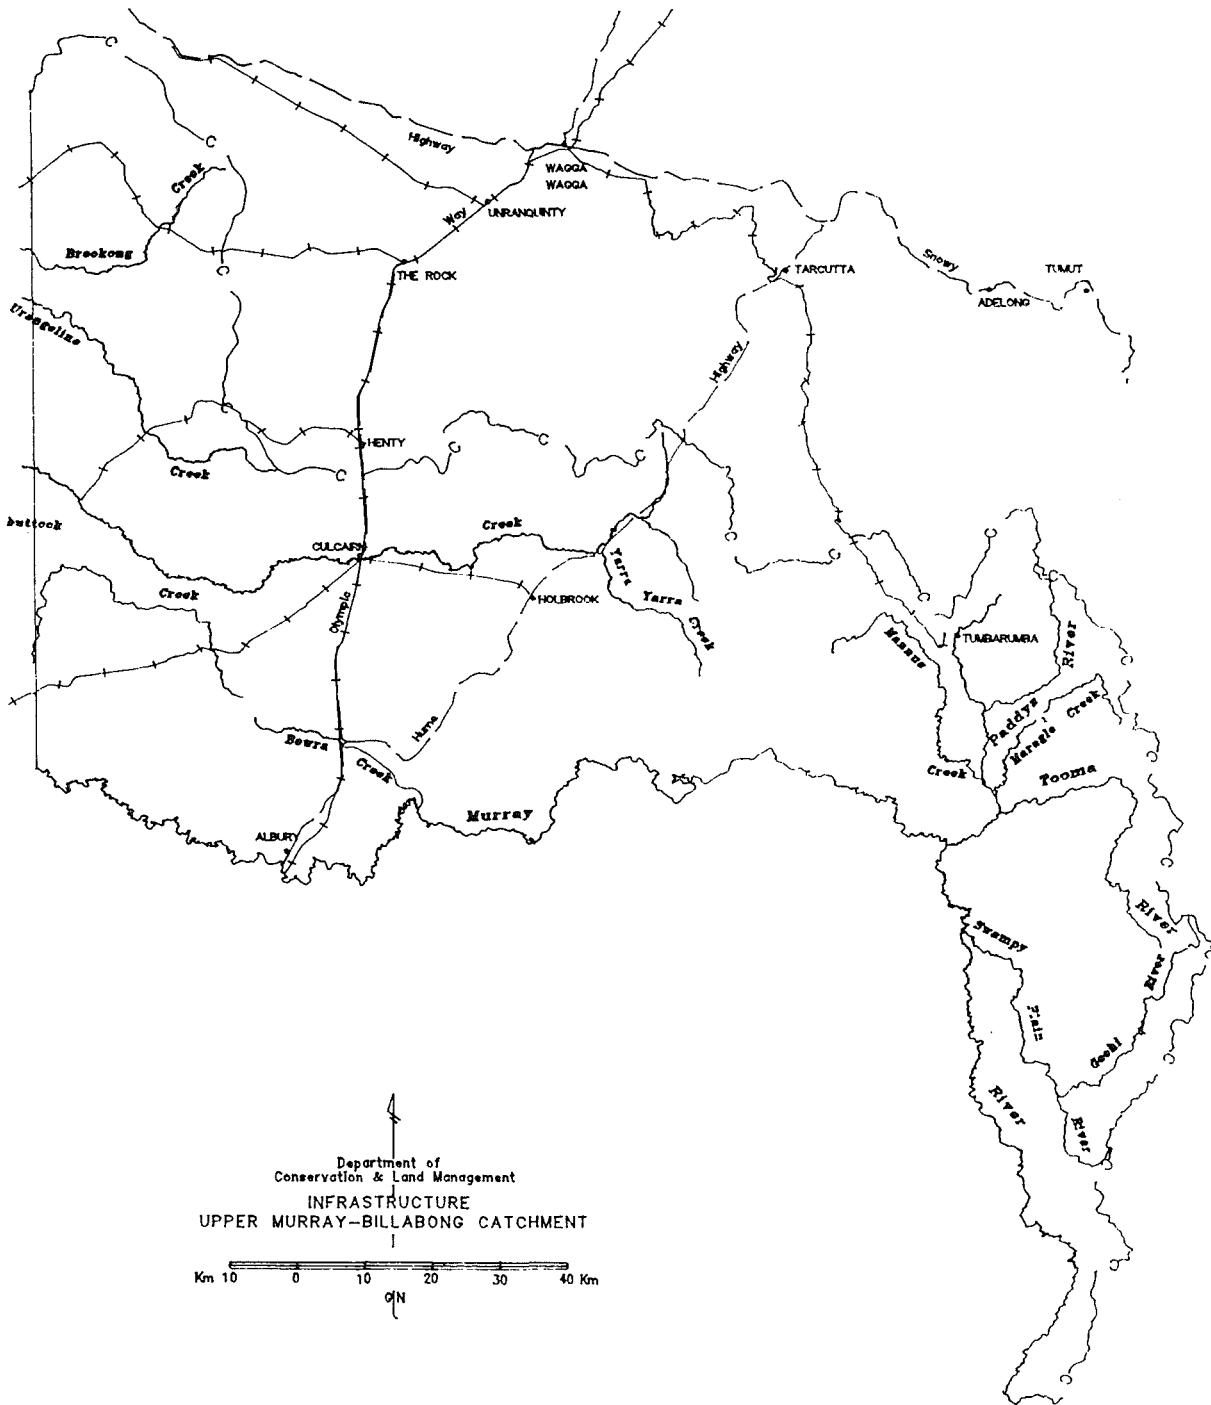 C
Highway
WAGGA
WAGGA
Creek
C
Way
UNRANQUINTY
Brookong
C
THE ROCK
TARCUTTA
Snowy
ADELONG
TUMUT
Urangeline
Highway
C
HENTY
C
C
C
C
Creek
C
buttock
Creek
CULCAIRN
C
C
Creek
Olympic
HOLBROOK
Yarra
Yarra
Creek
C
C
Mannus
TUMBARUMBA
River
C
Hume
Bowra
Creek
Paddys
Maragle
Creek
C
Creek
Tooma
Murray
ALBURY
C
River
Swampy
C
River
Plain
Geehi
C
River
River
C
C
C
Department of
Conservation & Land Management
INFRASTRUCTURE
UPPER MURRAY-BILLABONG CATCHMENT
Km 10 0 10 20 30 40 Km
GN